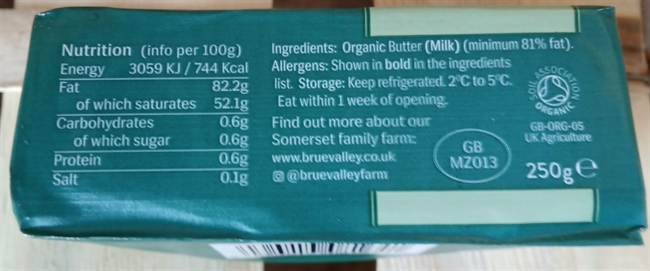 Nutrition (info per 100g)
Energy 3059 KJ / 744 Kcal
Fat 82.2g
of which saturates 52.1g
Carbohydrates 0.6g
of which sugar 0.6g
Protein 0.6g
Salt 0.1g
Ingredients: Organic Butter (Milk) (minimum 81% fat).
Allergens: Shown in bold in the ingredients
list. Storage: Keep refrigerated. 2°C to 5°C.
Eat within 1 week of opening.
Find out more about our
Somerset family farm:
www.bruevalley.co.uk
@bruevalleyfarm
GB
MZ013
SOIL ASSOCIATION
ORGANIC
GB-ORG-05
UK Agriculture
250g e